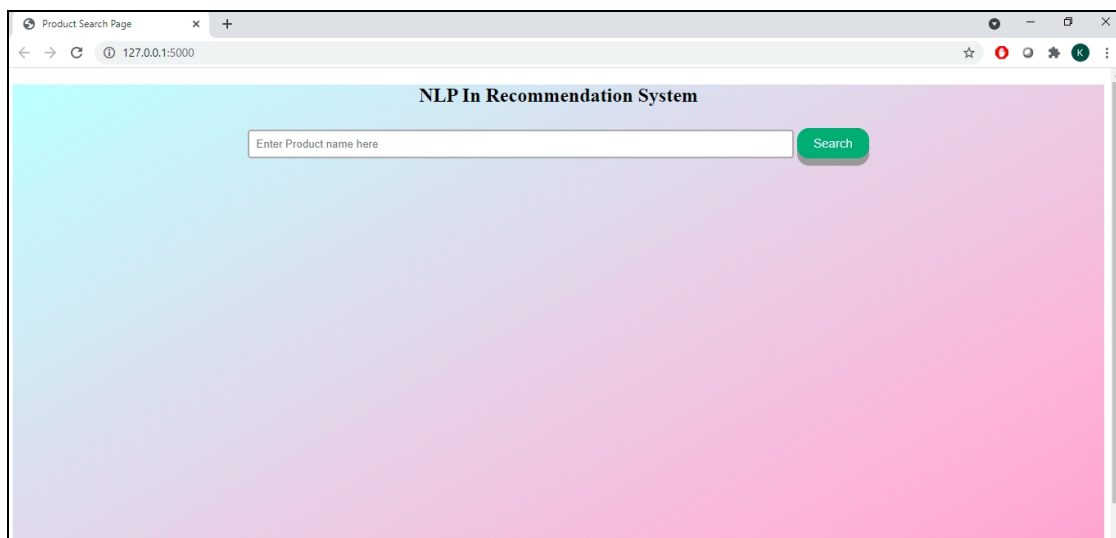 Product Search Page
127.0.0.1:5000
K
NLP In Recommendation System
Enter Product name here
Search